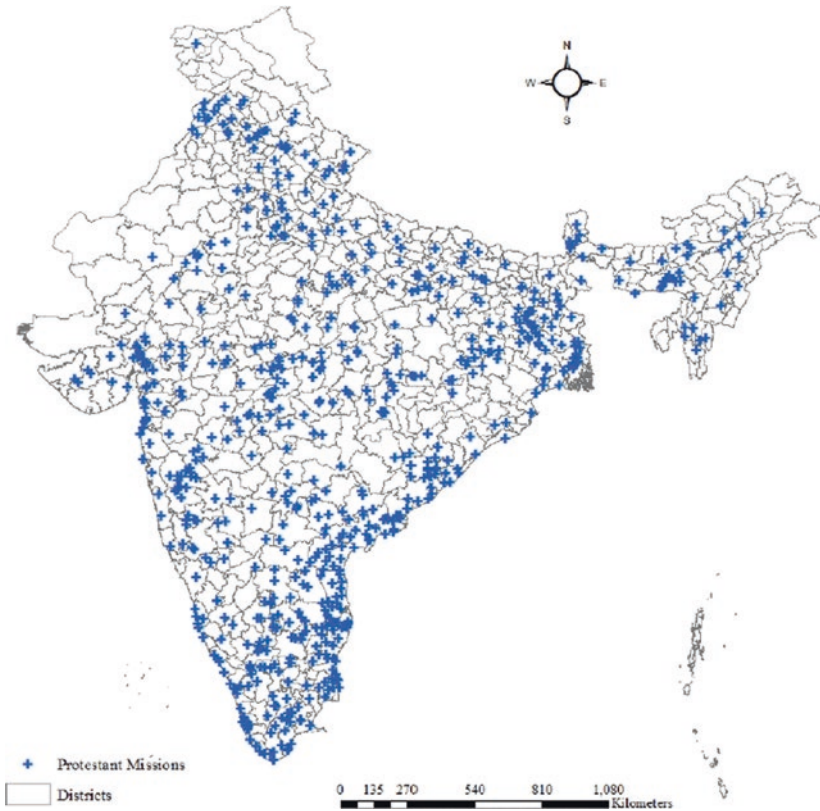 N
W E
S
Protestant Missions
Districts
0 135 270 540 810 1,080
Kilometers